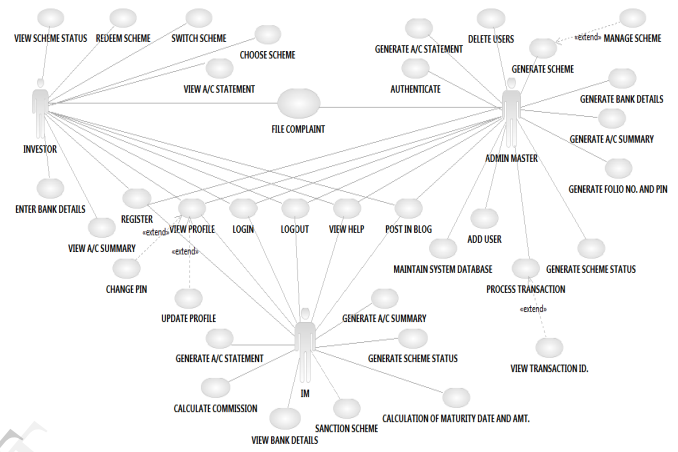 VIEW SCHEME STATUS
REDEEM SCHEME
SWITCH SCHEME
CHOOSE SCHEME
VIEW A/C STATEMENT
FILE COMPLAINT
INVESTOR
GENERATE A/C STATEMENT
DELETE USERS
«extend»
MANAGE SCHEME
GENERATE SCHEME
AUTHENTICATE
GENERATE BANK DETAILS
GENERATE A/C SUMMARY
ADMIN MASTER
GENERATE FOLIO NO. AND PIN
ENTER BANK DETAILS
REGISTER
VIEW PROFILE
LOGIN
LOGOUT
VIEW HELP
POST IN BLOG
«extend»
VIEW A/C SUMMARY
«extend»
ADD USER
MAINTAIN SYSTEM DATABASE
GENERATE SCHEME STATUS
CHANGE PIN
PROCESS TRANSACTION
«extend»
UPDATE PROFILE
GENERATE A/C SUMMARY
GENERATE A/C STATEMENT
GENERATE SCHEME STATUS
VIEW TRANSACTION ID.
IM
CALCULATE COMMISSION
CALCULATION OF MATURITY DATE AND AMT.
SANCTION SCHEME
VIEW BANK DETAILS